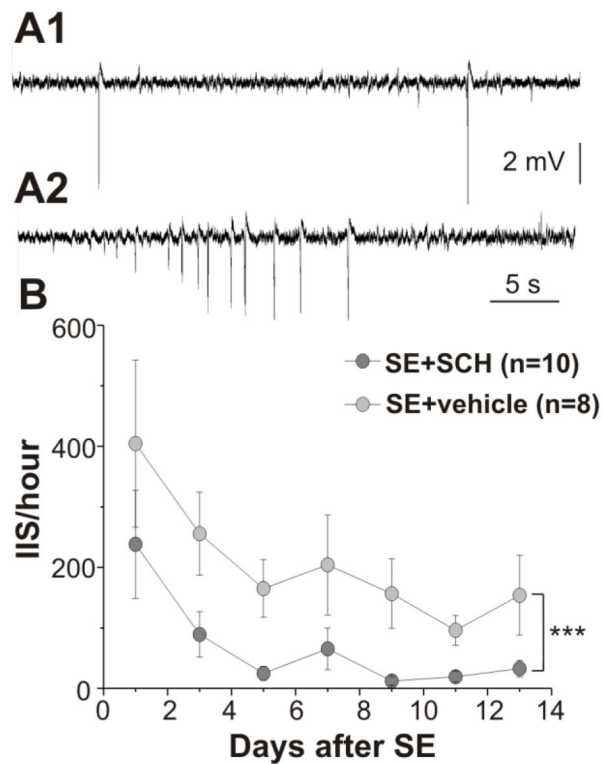 A1
2 mV
A2
5 s
B
600
400
200
0
IIS/hour
SE+SCH (n=10)
SE+vehicle (n=8)
***
0 2 4 6 8 10 12 14
Days after SE